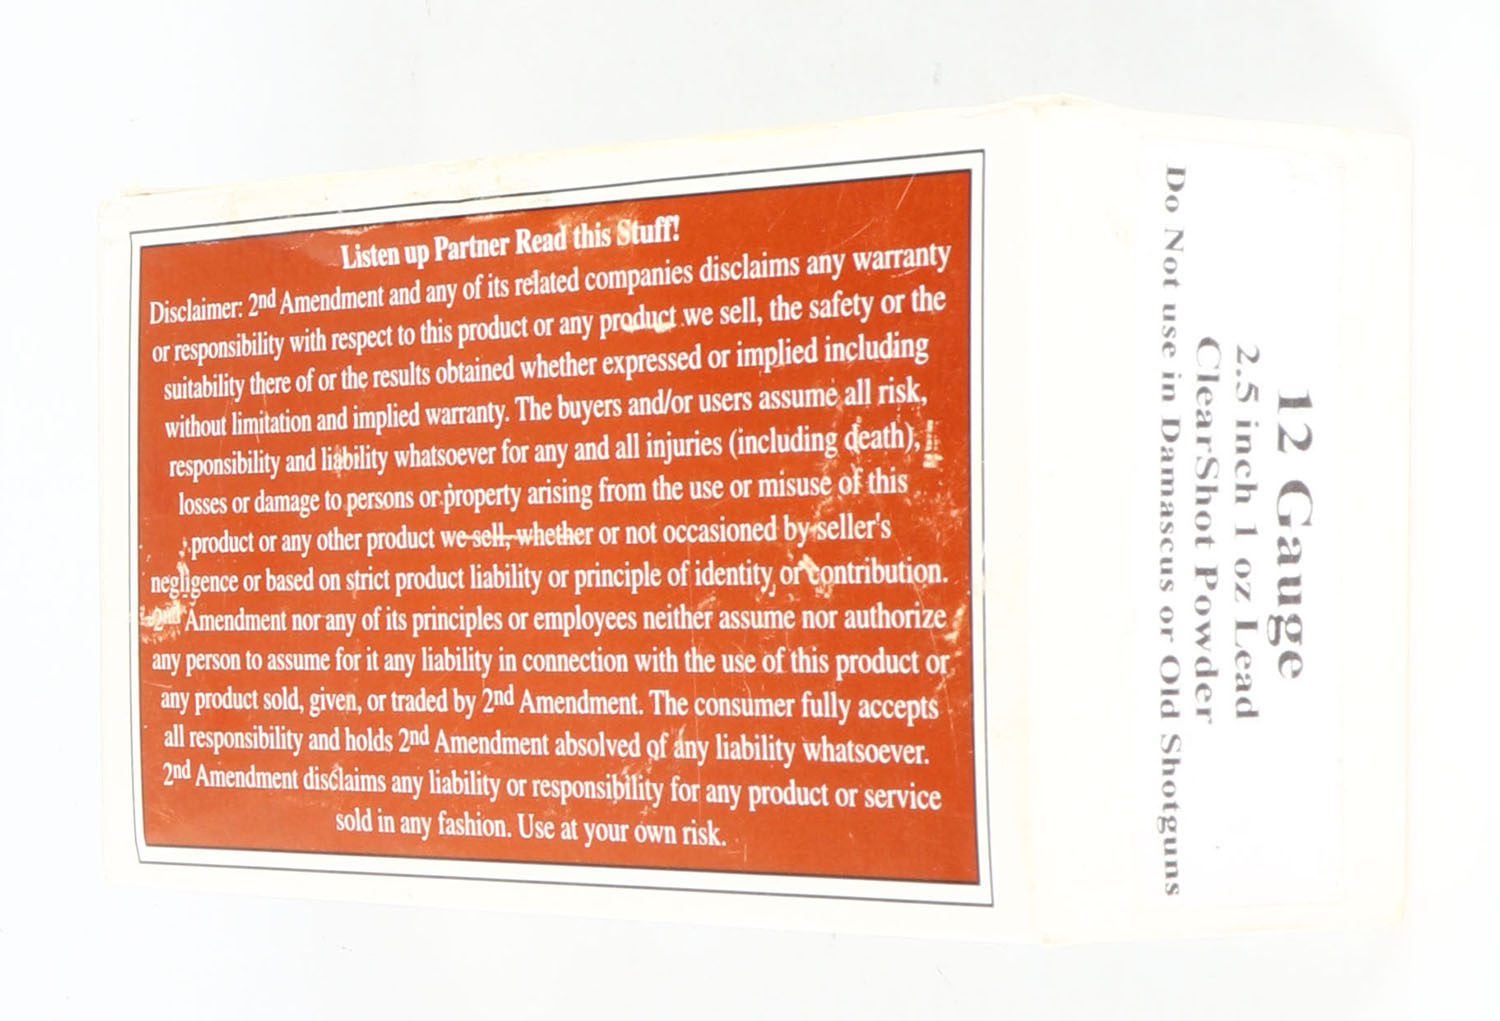 Listen up Partner Read this Stuff!
Disclaimer: 2nd Amendment and any of its related companies disclaims any warranty
or responsibility with respect to this product or any product we sell, the safety or the
suitability there of or the results obtained whether expressed or implied including
without limitation and implied warranty. The buyers and/or users assume all risk,
responsibility and liability whatsoever for any and all injuries (including death),
losses or damage to persons or property arising from the use or misuse of this
product or any other product we sell, whether or not occasioned by seller's
negligence or based on strict product liability or principle of identity or contribution.
2nd Amendment nor any of its principles or employees neither assume nor authorize
any person to assume for it any liability in connection with the use of this product or
any product sold, given, or traded by 2nd Amendment. The consumer fully accepts
all responsibility and holds 2nd Amendment absolved of any liability whatsoever.
2nd Amendment disclaims any liability or responsibility for any product or service
sold in any fashion. Use at your own risk.
12 Gauge
2.5 inch 1 oz Lead
ClearShot Powder
Do Not use in Damascus or Old Shotguns